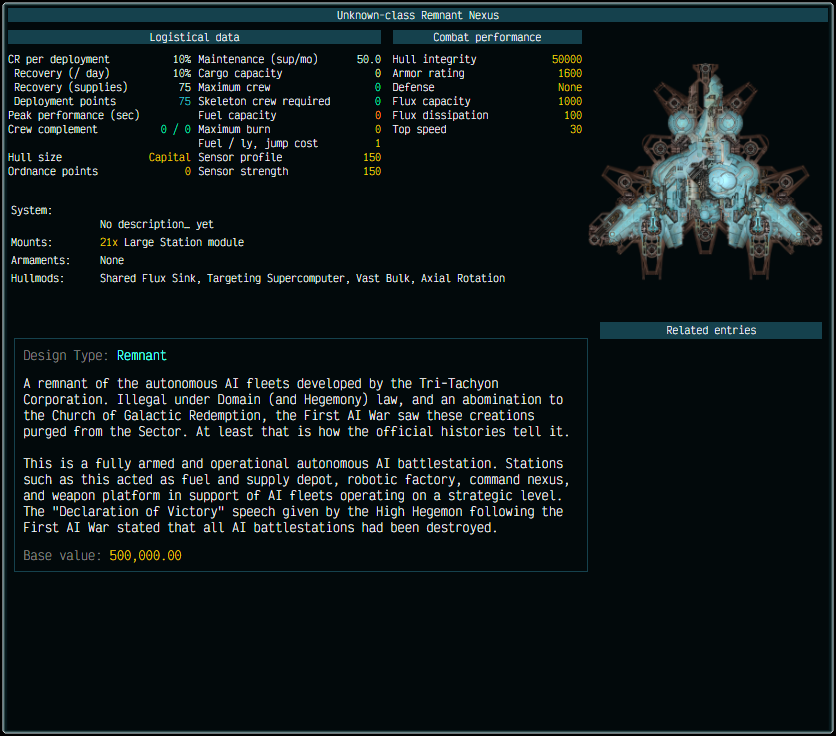 Unknown-class Remnant Nexus
Logistical data
CR per deployment 10% Maintenance (sup/mo) 50.0
Recovery (/ day) 10% Cargo capacity 0
Recovery (supplies) 75 Maximum crew 0
Deployment points 75 Skeleton crew required 0
Peak performance (sec) Fuel capacity 0
Crew complement 0 / 0 Maximum burn 0
Fuel / ly, jump cost 1
Hull size Capital Sensor profile 150
Ordnance points 0 Sensor strength 150
Combat performance
Hull integrity 50000
Armor rating 1600
Defense None
Flux capacity 1000
Flux dissipation 100
Top speed 30
System:
No description… yet
Mounts: 21x Large Station module
Armaments: None
Hullmods: Shared Flux Sink, Targeting Supercomputer, Vast Bulk, Axial Rotation
Related entries
Design Type: Remnant
A remnant of the autonomous AI fleets developed by the Tri-Tachyon
Corporation. Illegal under Domain (and Hegemony) law, and an abomination to
the Church of Galactic Redemption, the First AI War saw these creations
purged from the Sector. At least that is how the official histories tell it.
This is a fully armed and operational autonomous AI battlestation. Stations
such as this acted as fuel and supply depot, robotic factory, command nexus,
and weapon platform in support of AI fleets operating on a strategic level.
The "Declaration of Victory" speech given by the High Hegemon following the
First AI War stated that all AI battlestations had been destroyed.
Base value: 500,000.00